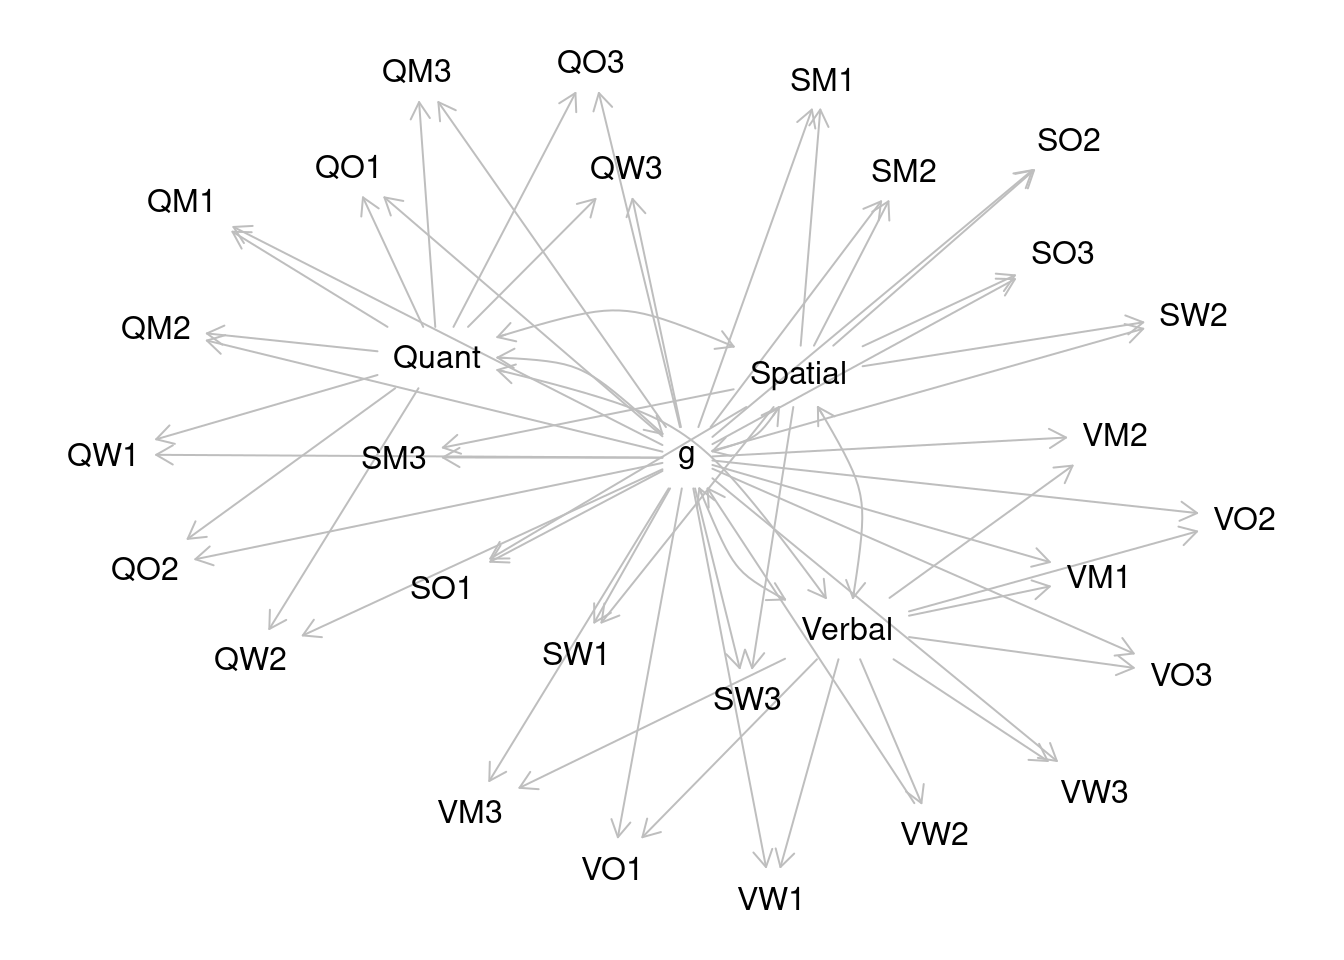 QO3
QM3
SM1
SO2
QO1
QW3
SM2
QM1
SO3
SW2
QM2
Quant
Spatial
VM2
QW1
SM3
g
VO2
QO2
VM1
SO1
Verbal
QW2
SW1
VO3
SW3
VW3
VM3
VW2
VO1
VW1